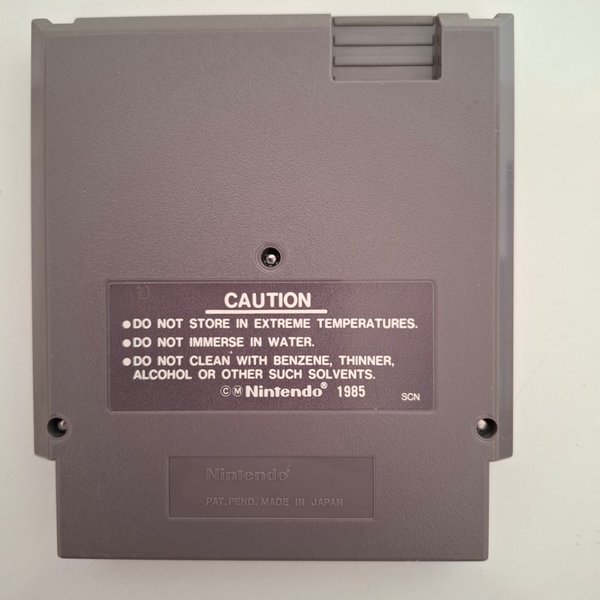 CAUTION
●DO NOT STORE IN EXTREME TEMPERATURES.
●DO NOT IMMERSE IN WATER.
●DO NOT CLEAN WITH BENZENE, THINNER,
ALCOHOL OR OTHER SUCH SOLVENTS.
©Ⓜ Nintendo® 1985
SCN
Nintendo®
PAT. PEND. MADE IN JAPAN